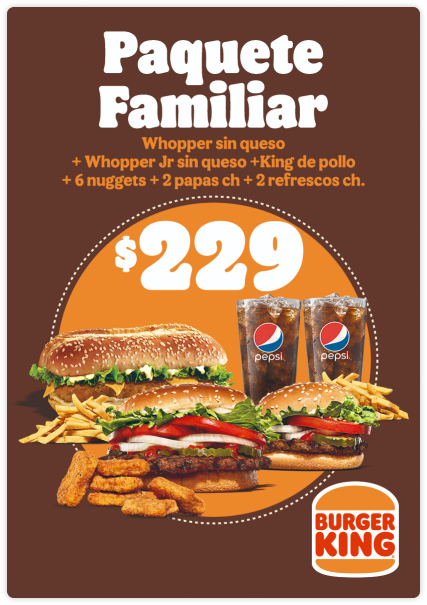 Paquete
Familiar
Whopper sin queso
+ Whopper Jr sin queso +King de pollo
+ 6 nuggets + 2 papas ch + 2 refrescos ch.
$229
pepsi
pepsi
BURGER
KING